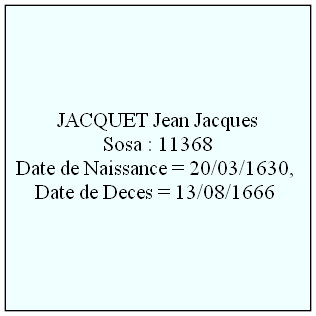 JACQUET Jean Jacques
Sosa : 11368
Date de Naissance = 20/03/1630,
Date de Deces = 13/08/1666